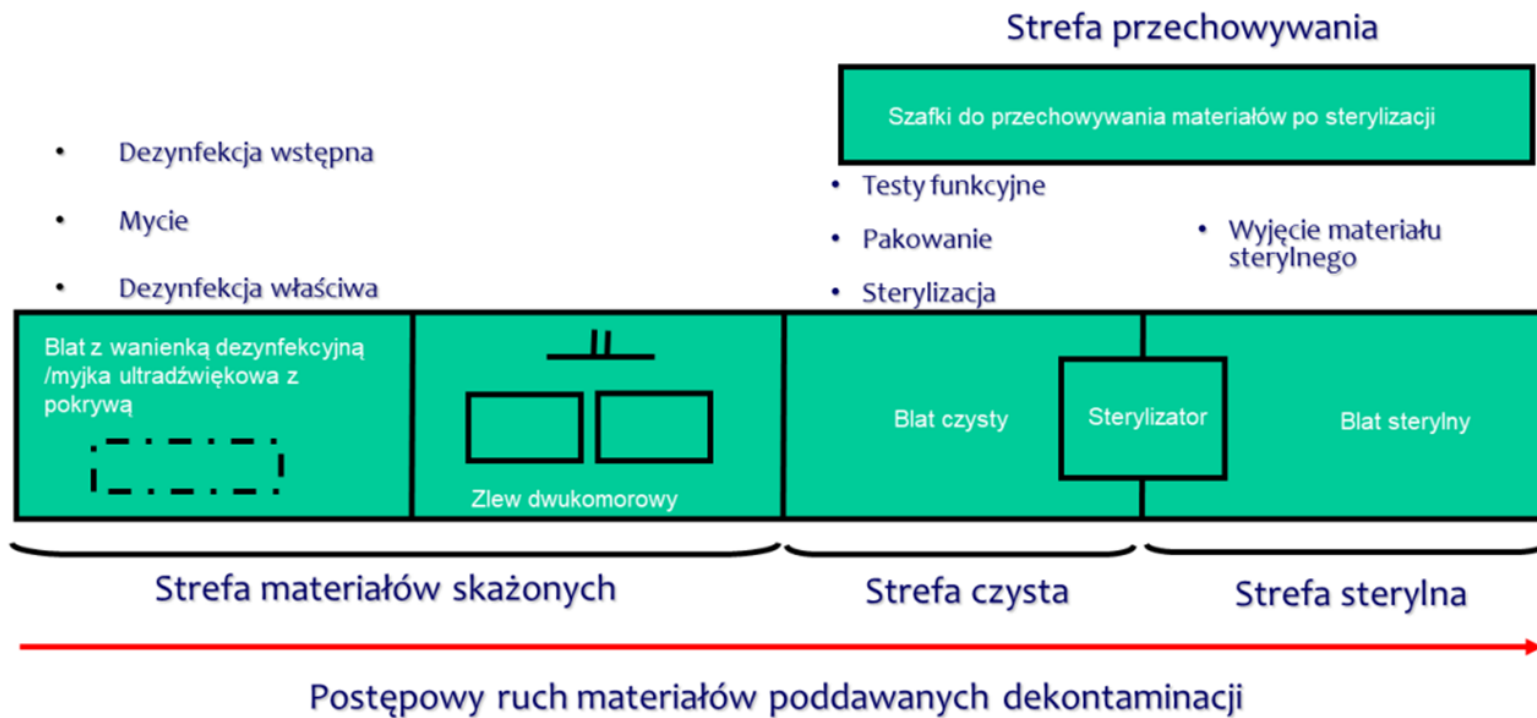 Strefa przechowywania
Szafki do przechowywania materiałów po sterylizacji
• Dezynfekcja wstępna
• Mycie
• Dezynfekcja właściwa
• Testy funkcyjne
• Pakowanie
• Sterylizacja
• Wyjęcie materiału
sterylnego
Blat z wanienką dezynfekcyjną
/myjka ultradźwiękowa z
pokrywą
Zlew dwukomorowy
Blat czysty
Sterylizator
Blat sterylny
Strefa materiałów skażonych
Strefa czysta
Strefa sterylna
Postępowy ruch materiałów poddawanych dekontaminacji